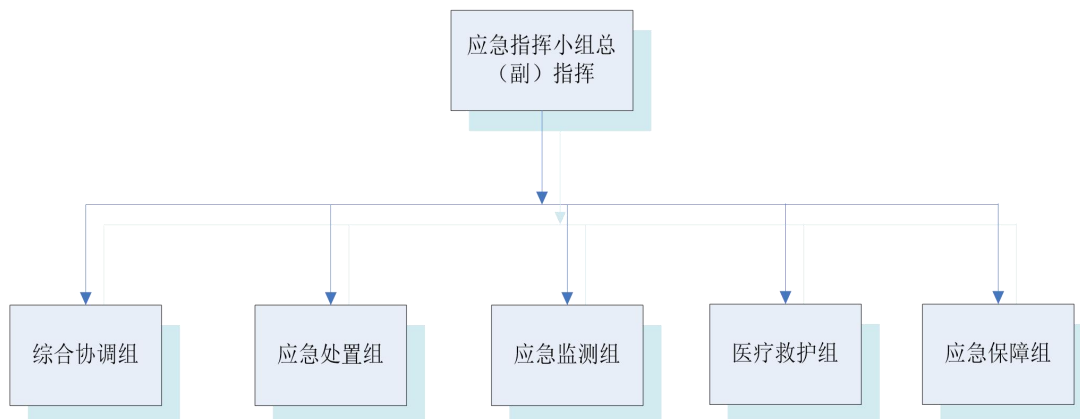 应急指挥小组总
（副）指挥
综合协调组
应急处置组
应急监测组
医疗救护组
应急保障组